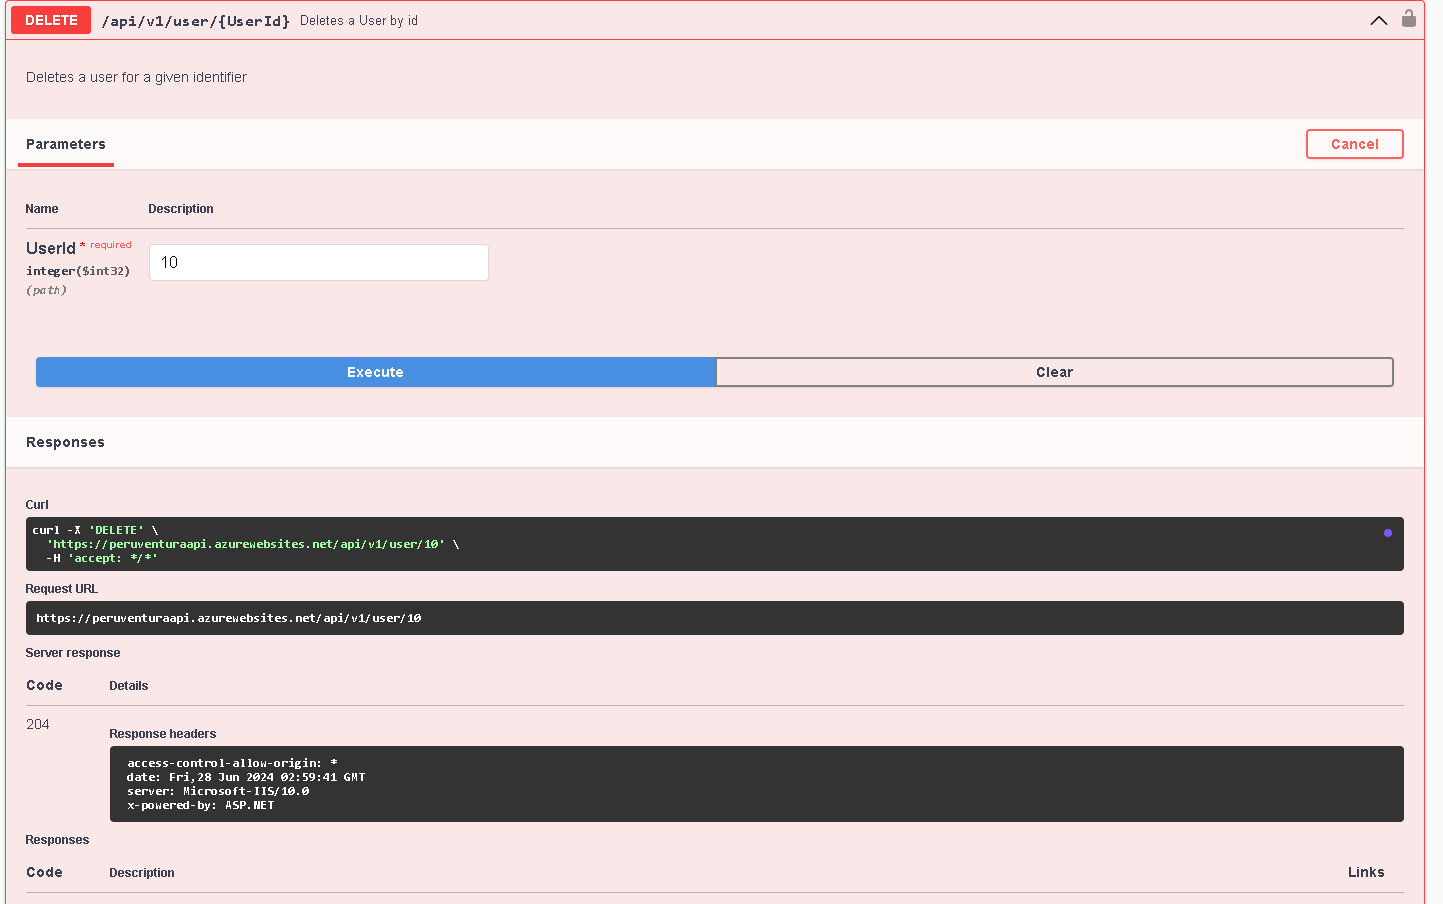 DELETE /api/v1/user/{UserId} Deletes a User by id
Deletes a user for a given identifier
Parameters
Cancel
Name Description
UserId * required
integer($int32)
(path)
10
Execute
Clear
Responses
Curl
curl -X 'DELETE' \
'https://peruventuraapi.azurewebsites.net/api/v1/user/10' \
-H 'accept: */*'
Request URL
https://peruventuraapi.azurewebsites.net/api/v1/user/10
Server response
Code Details
204
Response headers
access-control-allow-origin: *
date: Fri,28 Jun 2024 02:59:41 GMT
server: Microsoft-IIS/10.0
x-powered-by: ASP.NET
Responses
Code Description Links